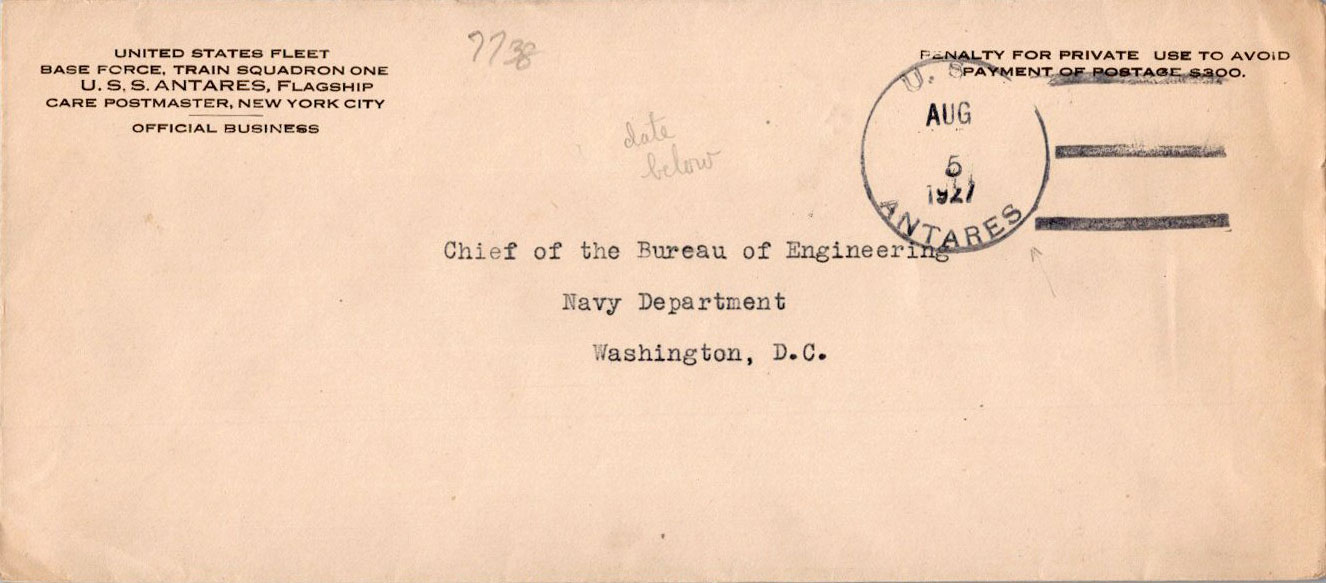 UNITED STATES FLEET
BASE FORCE, TRAIN SQUADRON ONE
U. S. S. ANTARES, FLAGSHIP
CARE POSTMASTER, NEW YORK CITY
OFFICIAL BUSINESS
7738
date
below
PENALTY FOR PRIVATE USE TO AVOID
PAYMENT OF POSTAGE $300.
U. S.
AUG
5
1927
ANTARES
Chief of the Bureau of Engineering
Navy Department
Washington, D.C.